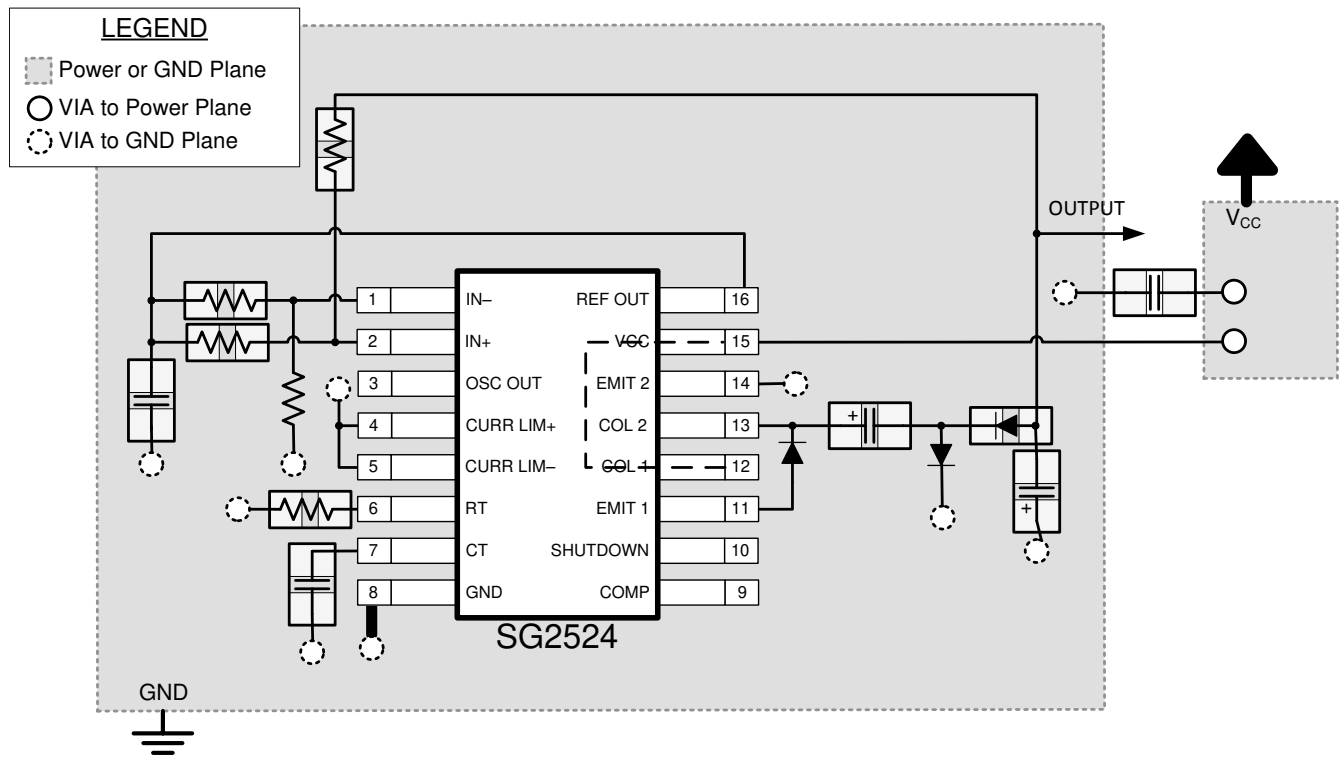 LEGEND
Power or GND Plane
VIA to Power Plane
VIA to GND Plane
OUTPUT
VCC
1 IN– REF OUT 16
2 IN+ VCC 15
3 OSC OUT EMIT 2 14
4 CURR LIM+ COL 2 13
5 CURR LIM– COL 1 12
6 RT EMIT 1 11
7 CT SHUTDOWN 10
8 GND COMP 9
+
+
SG2524
GND